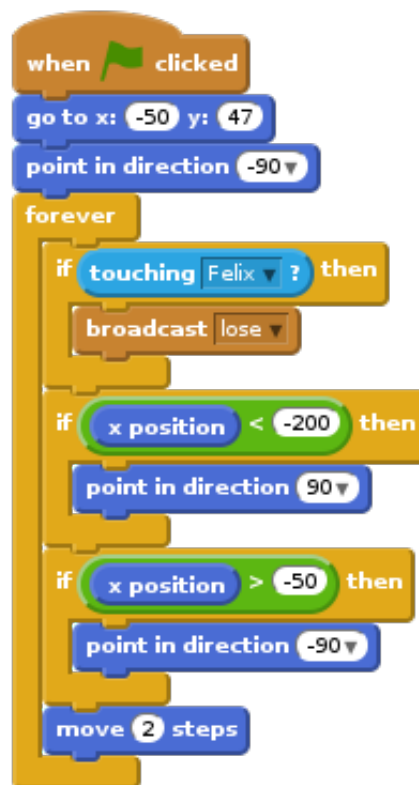 when clicked
go to x: -50 y: 47
point in direction -90
forever
if touching Felix ? then
broadcast lose
if x position < -200 then
point in direction 90
if x position > -50 then
point in direction -90
move 2 steps